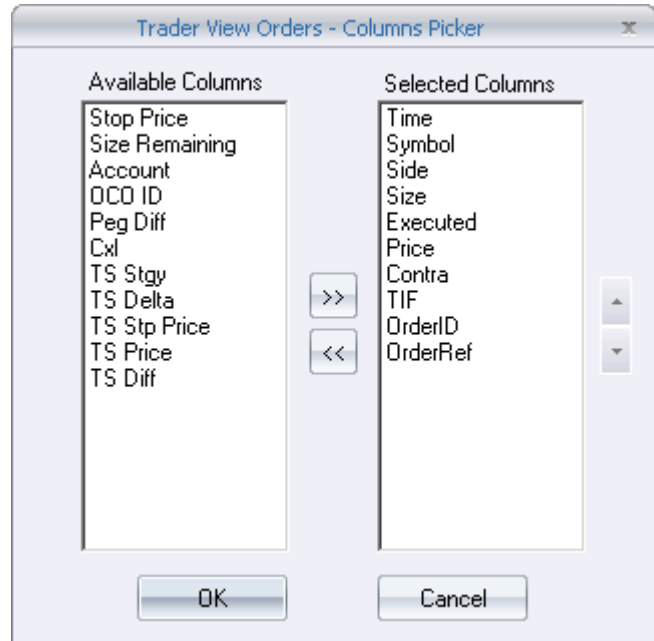 Trader View Orders - Columns Picker
x
Available Columns
Stop Price
Size Remaining
Account
OCO ID
Peg Diff
Cxl
TS Stgy
TS Delta
TS Stp Price
TS Price
TS Diff
>>
<<
Selected Columns
Time
Symbol
Side
Size
Executed
Price
Contra
TIF
OrderID
OrderRef
OK
Cancel